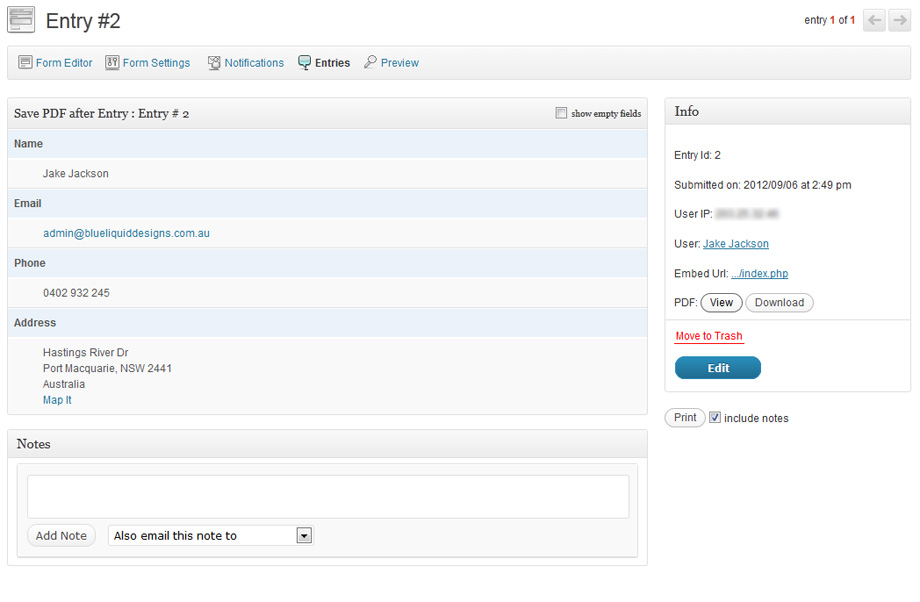 Entry #2
entry 1 of 1
Form Editor Form Settings Notifications Entries Preview
Save PDF after Entry : Entry # 2
show empty fields
Name
Jake Jackson
Email
admin@blueliquiddesigns.com.au
Phone
0402 932 245
Address
Hastings River Dr
Port Macquarie, NSW 2441
Australia
Map It
Notes
Add Note
Also email this note to
Info
Entry Id: 2
Submitted on: 2012/09/06 at 2:49 pm
User IP:
User: Jake Jackson
Embed Url: .../index.php
PDF: View Download
Move to Trash
Edit
Print include notes